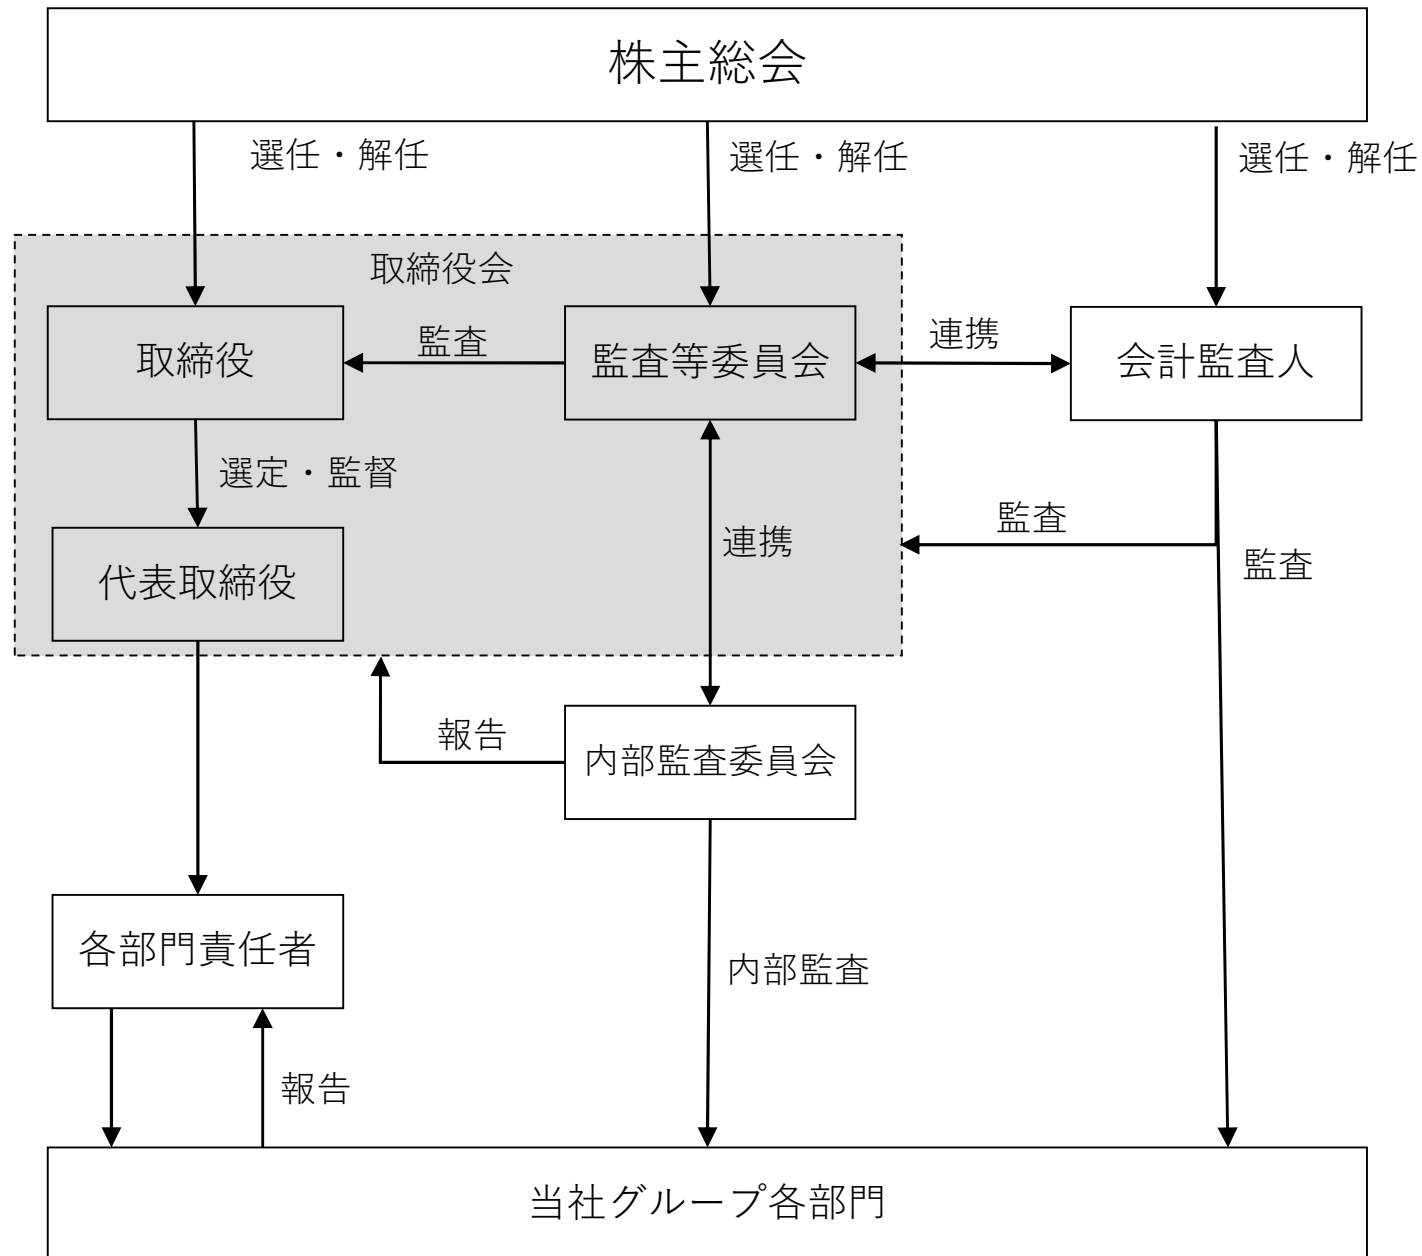 株主総会
選任・解任
選任・解任
選任・解任
取締役会
取締役
監査
監査等委員会
連携
会計監査人
選定・監督
連携
監査
監査
代表取締役
報告
内部監査委員会
各部門責任者
内部監査
報告
当社グループ各部門